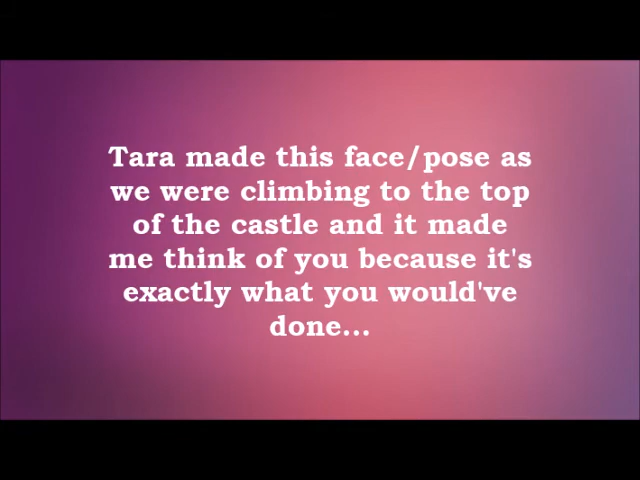 Tara made this face/pose as
we were climbing to the top
of the castle and it made
me think of you because it's
exactly what you would've
done...